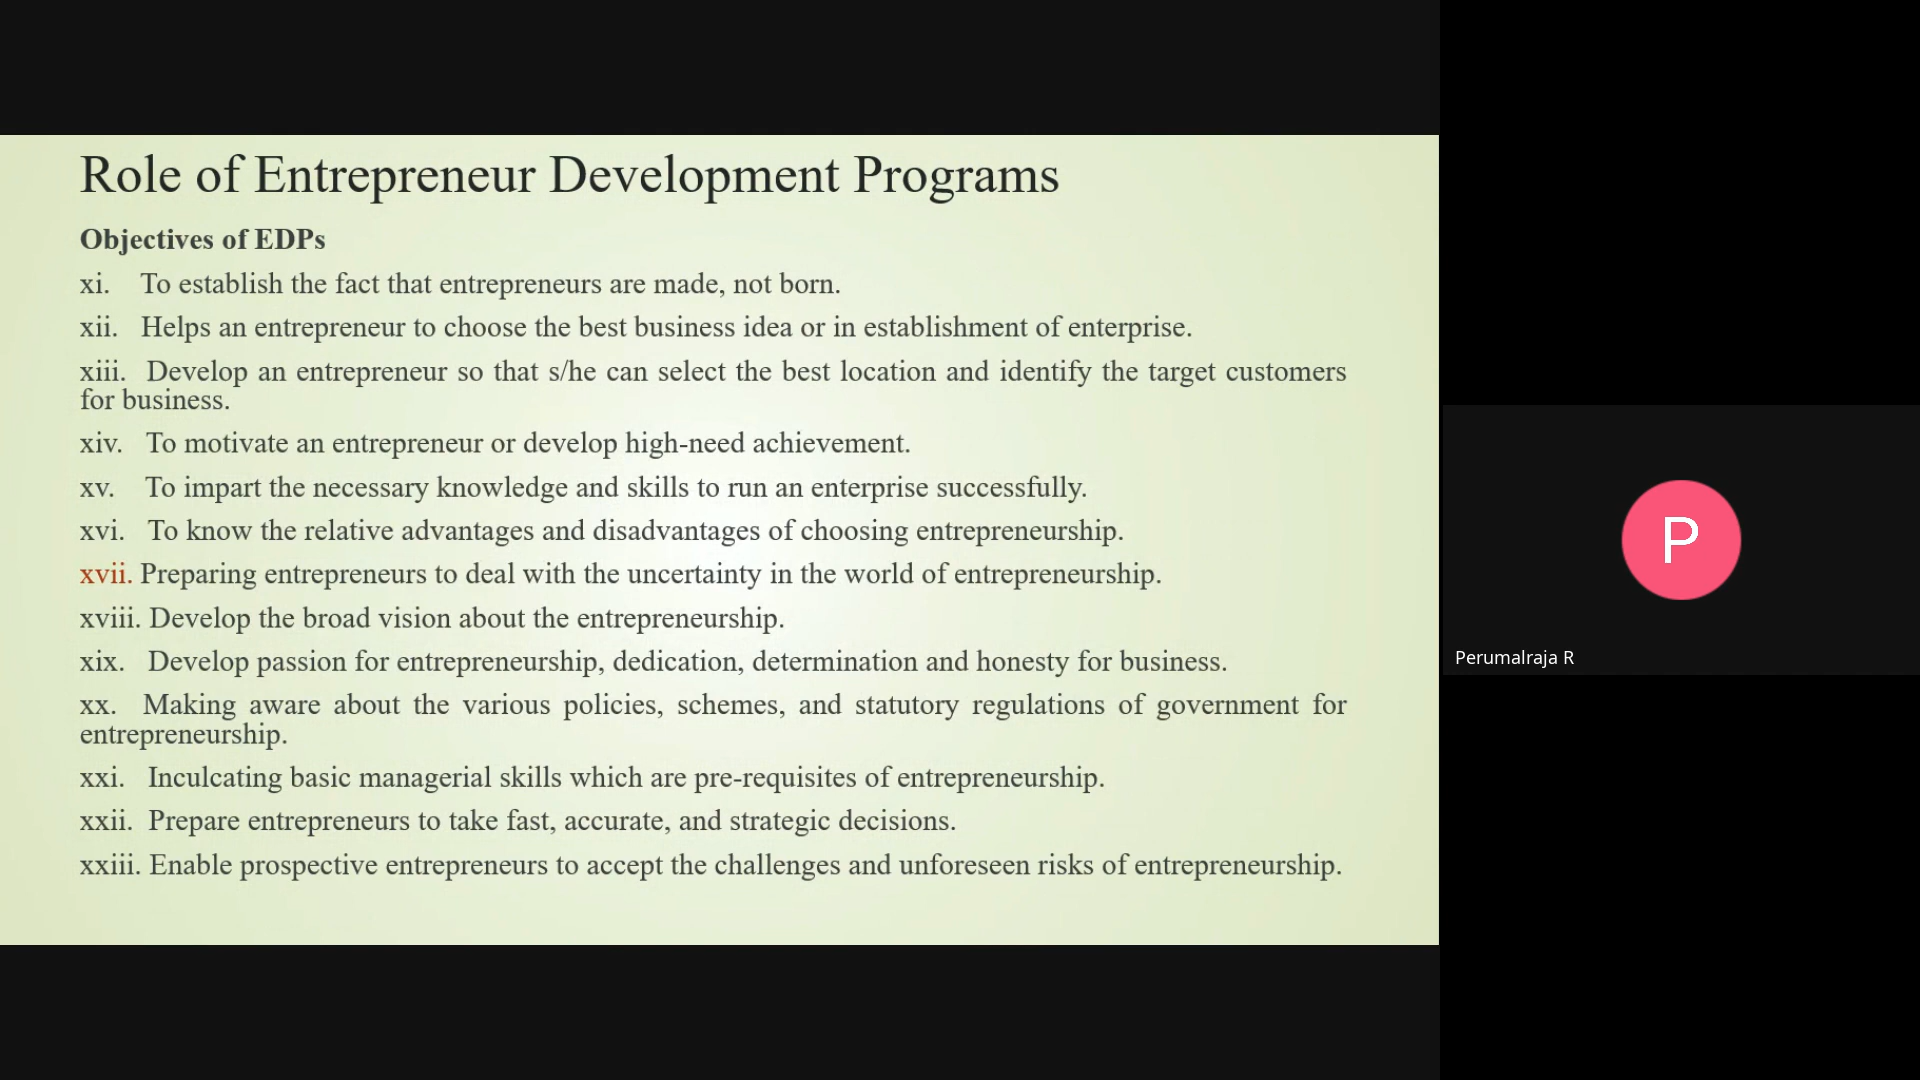 Role of Entrepreneur Development Programs
Objectives of EDPs
xi. To establish the fact that entrepreneurs are made, not born.
xii. Helps an entrepreneur to choose the best business idea or in establishment of enterprise.
xiii. Develop an entrepreneur so that s/he can select the best location and identify the target customers
for business.
xiv. To motivate an entrepreneur or develop high-need achievement.
xv. To impart the necessary knowledge and skills to run an enterprise successfully.
xvi. To know the relative advantages and disadvantages of choosing entrepreneurship.
xvii. Preparing entrepreneurs to deal with the uncertainty in the world of entrepreneurship.
xviii. Develop the broad vision about the entrepreneurship.
xix. Develop passion for entrepreneurship, dedication, determination and honesty for business.
xx. Making aware about the various policies, schemes, and statutory regulations of government for
entrepreneurship.
xxi. Inculcating basic managerial skills which are pre-requisites of entrepreneurship.
xxii. Prepare entrepreneurs to take fast, accurate, and strategic decisions.
xxiii. Enable prospective entrepreneurs to accept the challenges and unforeseen risks of entrepreneurship.
P
Perumalraja R